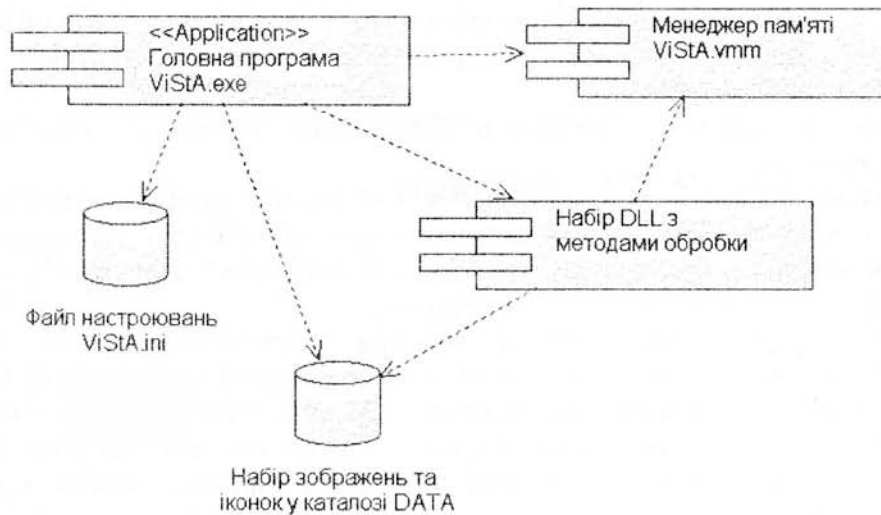 <<Application>>
Головна програма
ViStA.exe
Менеджер пам'яті
ViStA.vmm
Набір DLL з
методами обробки
Файл настроювань
ViStA.ini
Набір зображень та
іконок у каталозі DATA